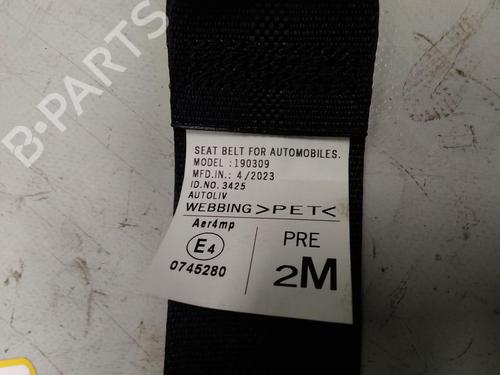 SEAT BELT FOR AUTOMOBILES.
MODEL :190309
MFD.IN.: 4/2023
ID.NO.3425
AUTOLIV
WEBBING>PET<
Aer4mp
E4
0745280
PRE
2M
B-PARTS